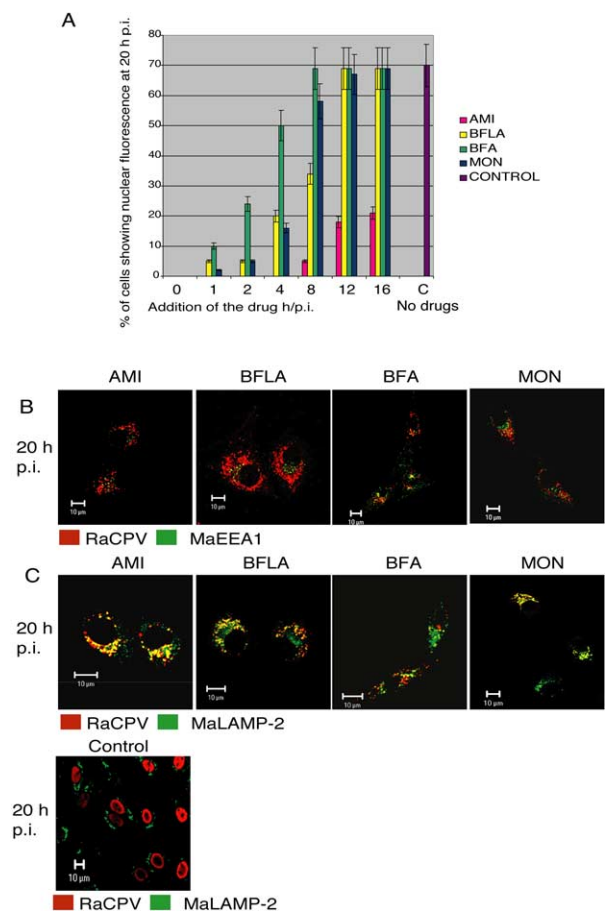 A
% of cells showing nuclear fluorescence at 20 h p.i.
80
70
60
50
40
30
20
10
0
0 1 2 4 8 12 16 C
Addition of the drug h/p.i. No drugs
AMI
BFLA
BFA
MON
CONTROL
B
AMI BFLA BFA MON
20 h
p.i.
10 µm 10 µm 10 µm 10 µm
RaCPV MaEEA1
C
AMI BFLA BFA MON
20 h
p.i.
10 µm 10 µm 10 µm 10 µm
RaCPV MaLAMP-2
Control
20 h
p.i.
10 µm
RaCPV MaLAMP-2